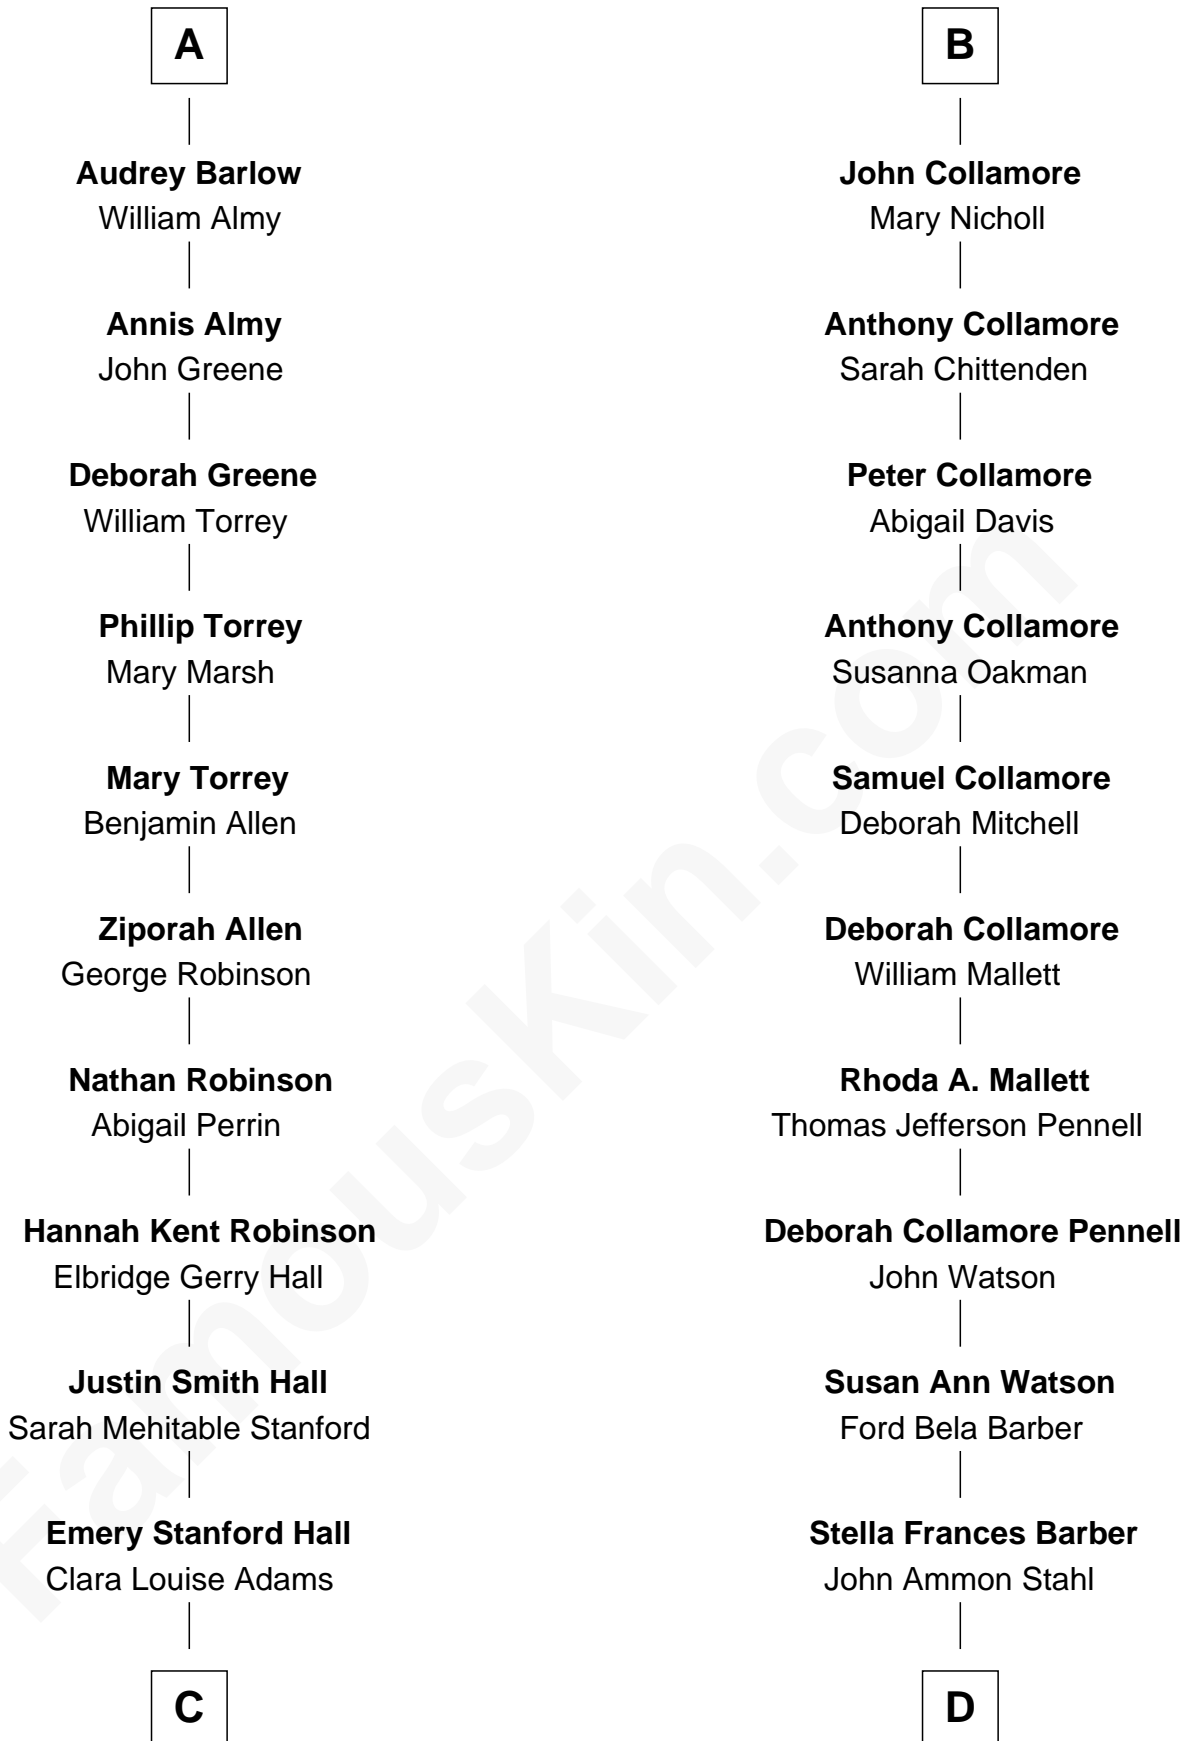 A
Audrey Barlow
William Almy
Annis Almy
John Greene
Deborah Greene
William Torrey
Phillip Torrey
Mary Marsh
Mary Torrey
Benjamin Allen
Ziporah Allen
George Robinson
Nathan Robinson
Abigail Perrin
Hannah Kent Robinson
Elbridge Gerry Hall
Justin Smith Hall
Sarah Mehitable Stanford
Emery Stanford Hall
Clara Louise Adams
C
B
John Collamore
Mary Nicholl
Anthony Collamore
Sarah Chittenden
Peter Collamore
Abigail Davis
Anthony Collamore
Susanna Oakman
Samuel Collamore
Deborah Mitchell
Deborah Collamore
William Mallett
Rhoda A. Mallett
Thomas Jefferson Pennell
Deborah Collamore Pennell
John Watson
Susan Ann Watson
Ford Bela Barber
Stella Frances Barber
John Ammon Stahl
D
FamousKin.com